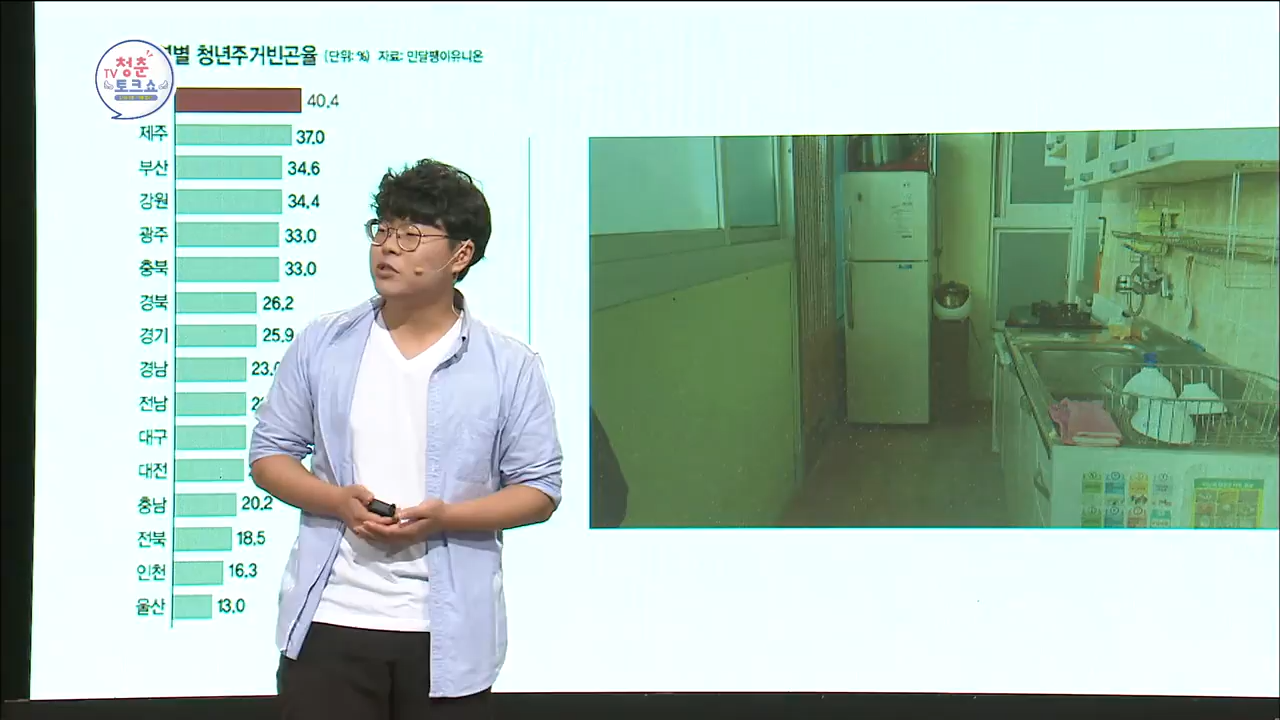 별 청년주거빈곤율 (단위: %) 자료: 민달팽이유니온
TV 청춘
토크쇼
40.4
제주 37.0
부산 34.6
강원 34.4
광주 33.0
충북 33.0
경북 26.2
경기 25.9
경남 23.0
전남
대구
대전
충남 20.2
전북 18.5
인천 16.3
울산 13.0